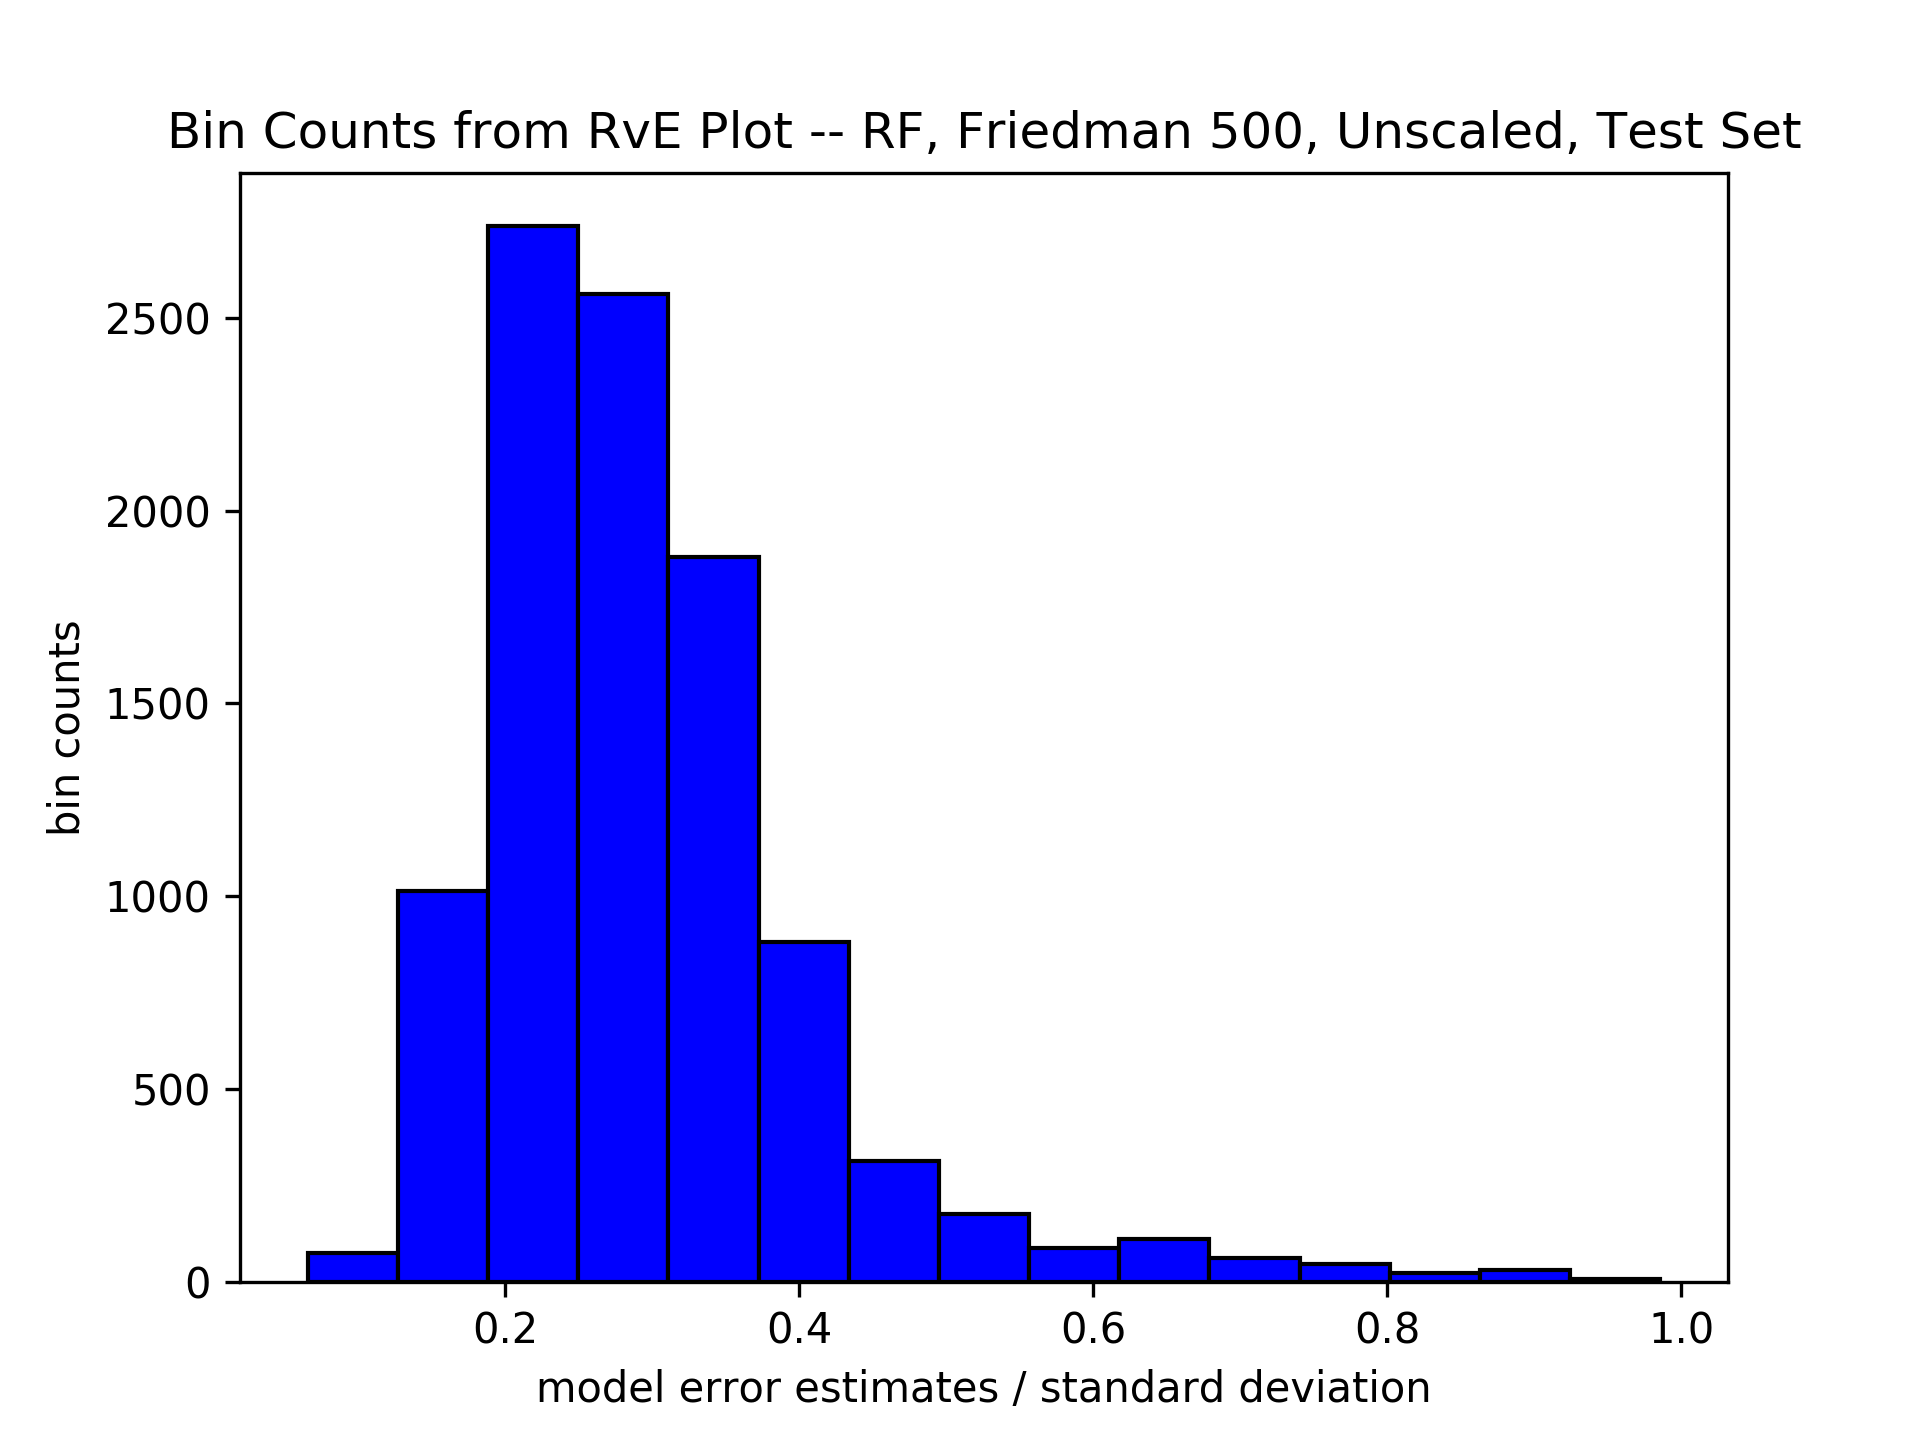 Bin Counts from RvE Plot -- RF, Friedman 500, Unscaled, Test Set
2500
2000
1500
1000
500
0
bin counts
0.2 0.4 0.6 0.8 1.0
model error estimates / standard deviation